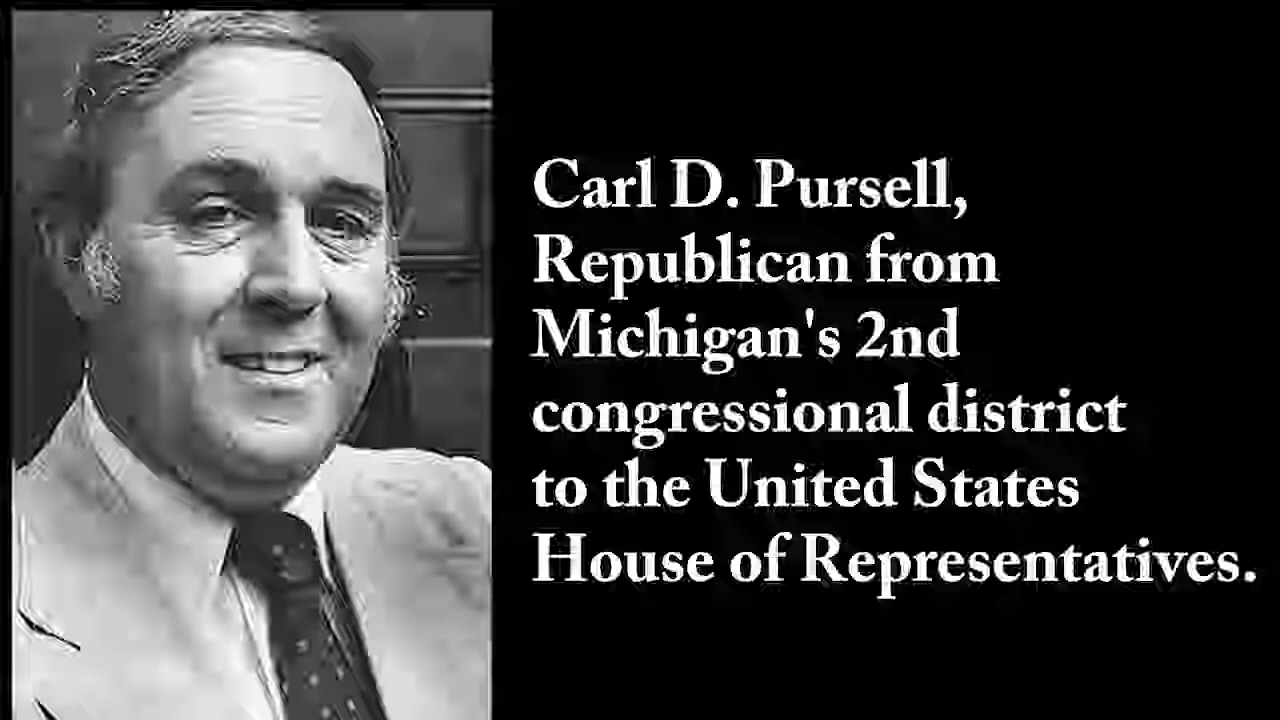 Carl D. Pursell,
Republican from
Michigan's 2nd
congressional district
to the United States
House of Representatives.